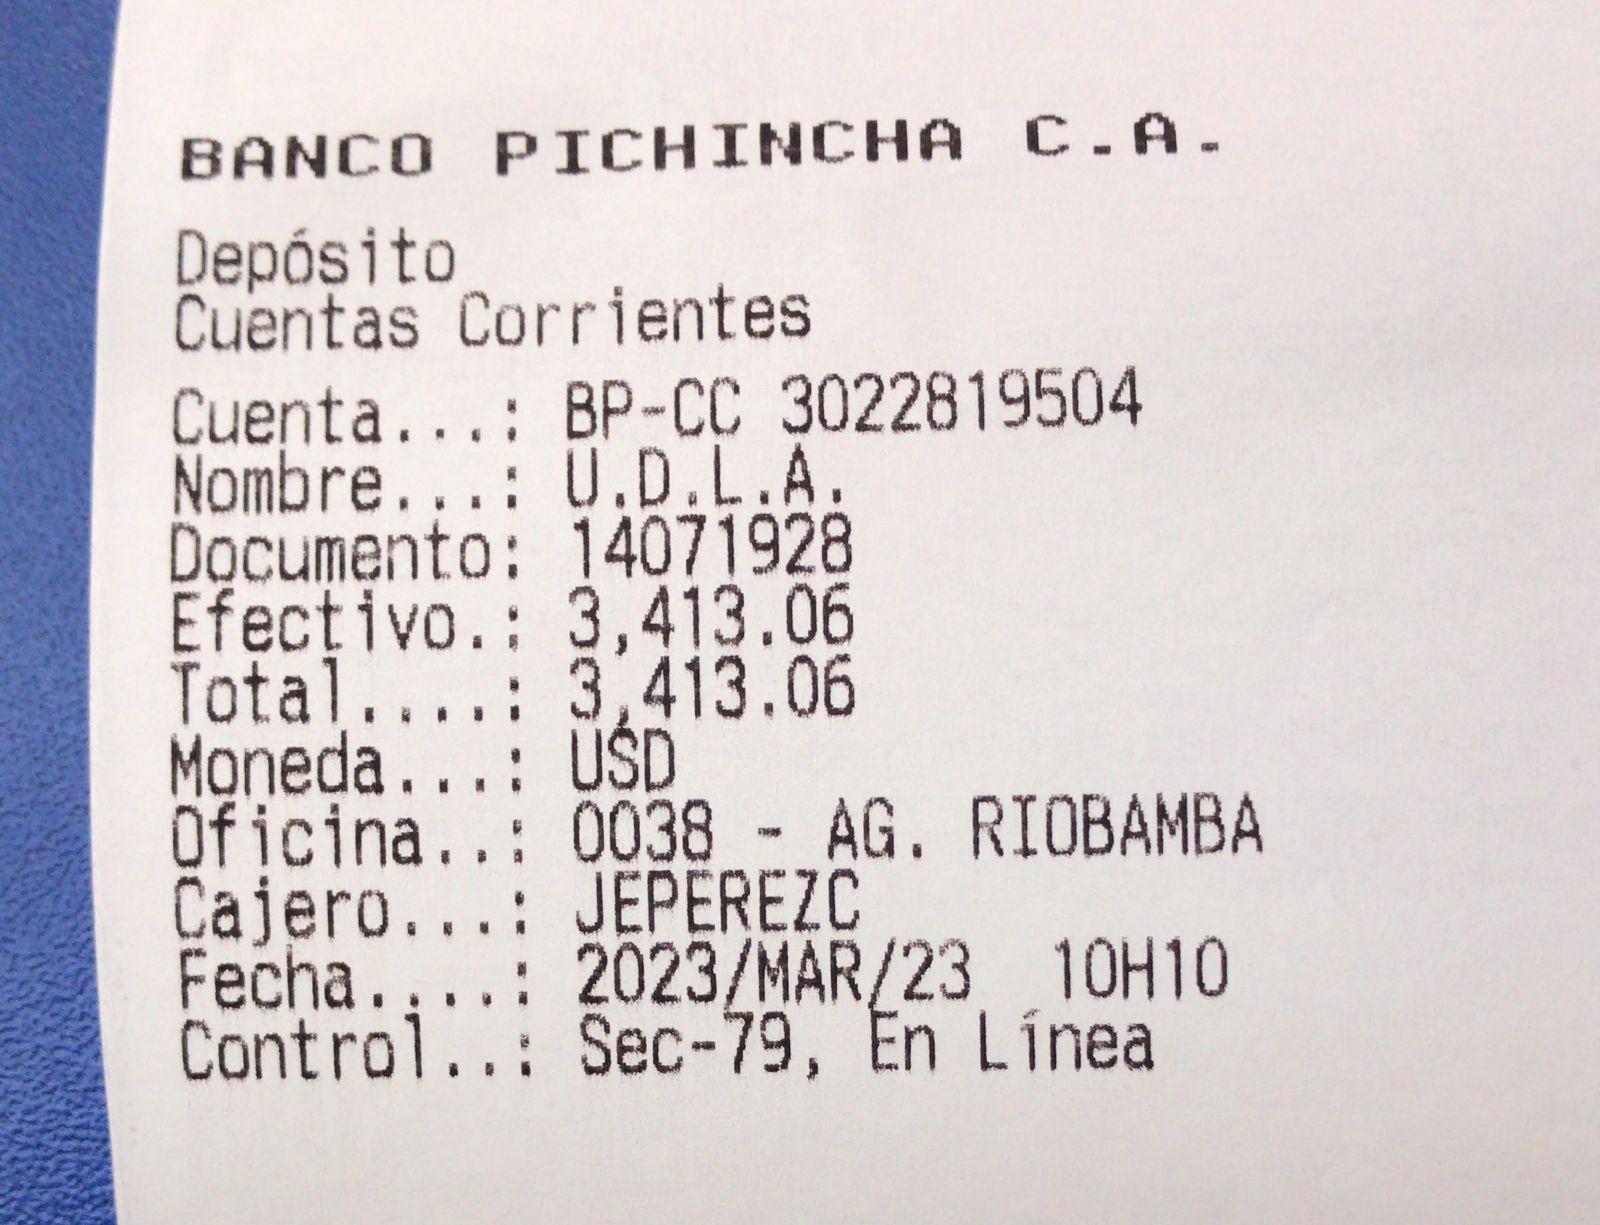 BANCO PICHINCHA C.A.
Depósito
Cuentas Corrientes
Cuenta...: BP-CC 3022819504
Nombre...: U.D.L.A.
Documento: 14071928
Efectivo.: 3,413.06
Total....: 3,413.06
Moneda...: USD
Oficina..: 0038 - AG. RIOBAMBA
Cajero...: JEPEREZC
Fecha....: 2023/MAR/23  10H10
Control..: Sec-79, En Línea